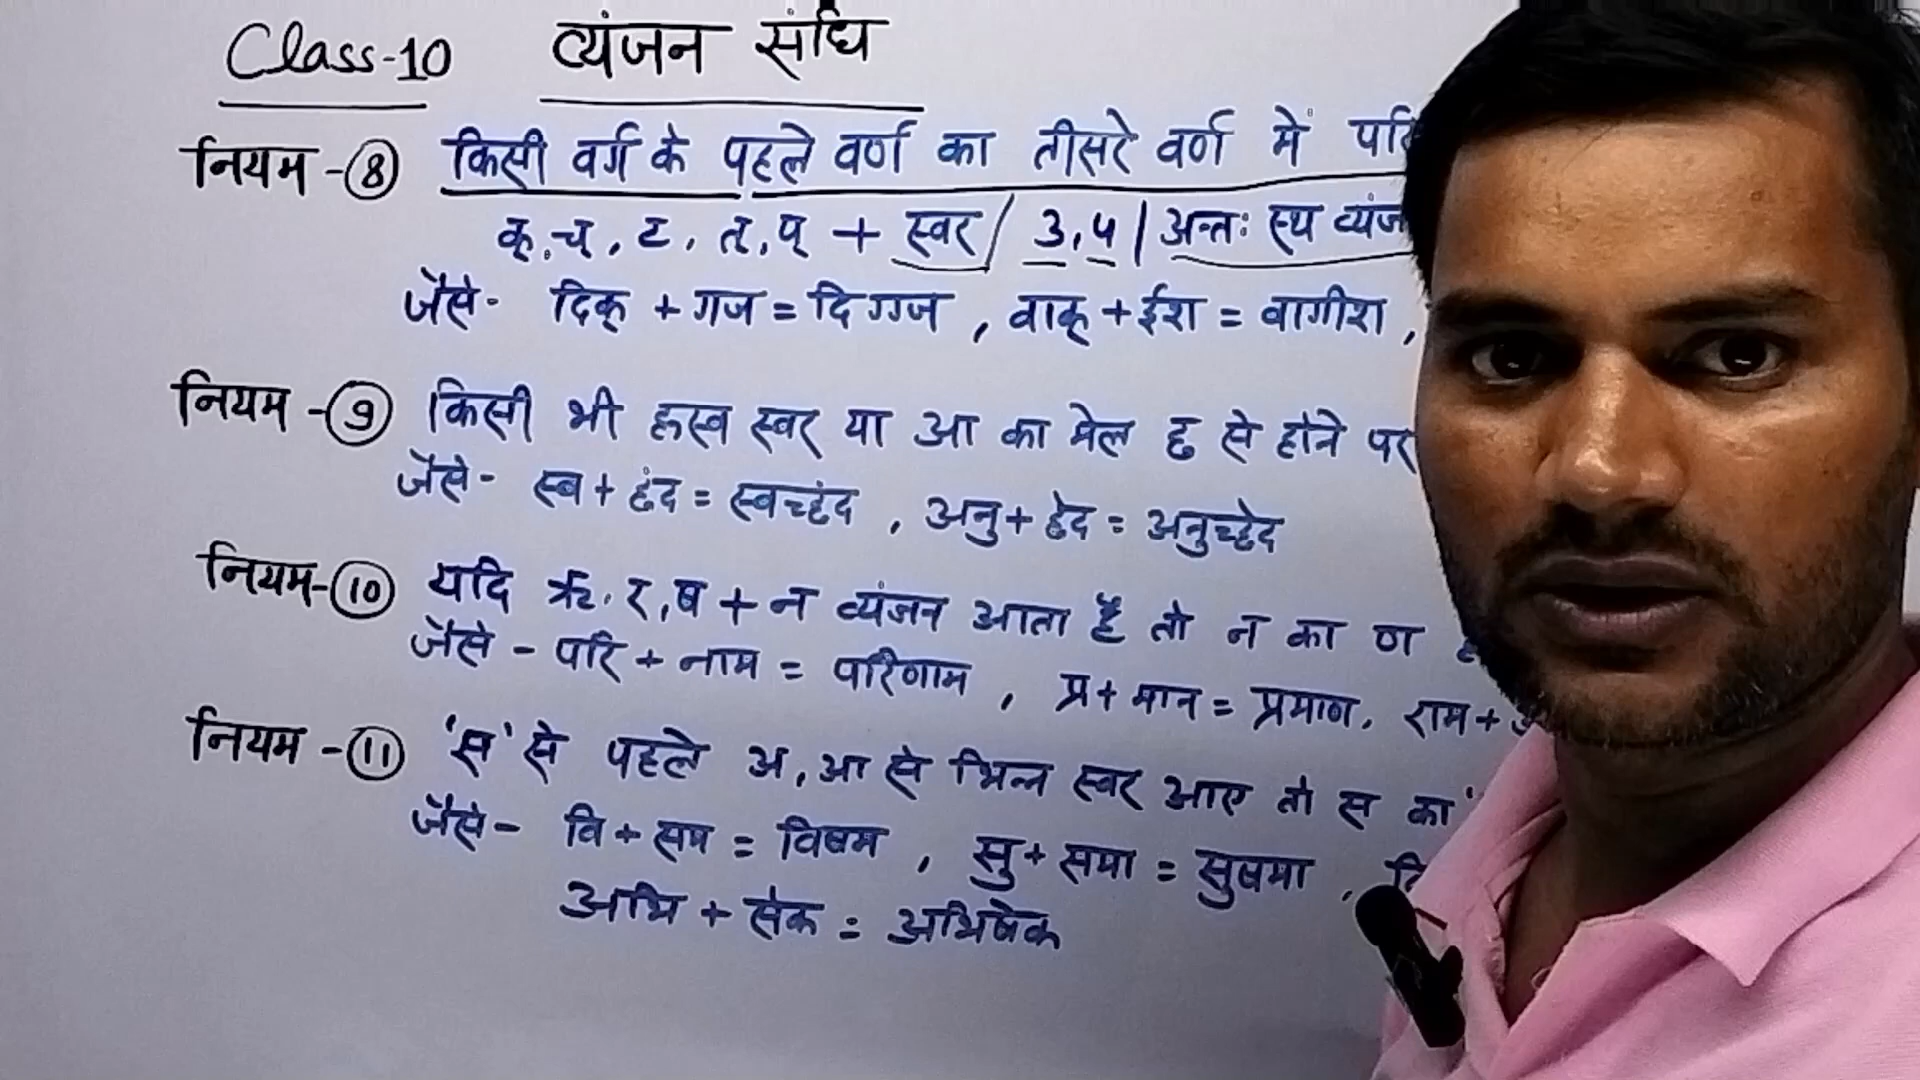 Class-10 व्यंजन संधि
नियम -⑧ किसी वर्ग के पहले वर्ण का तीसरे वर्ण में परि
क्, च्, ट, त्, प् + स्वर / 3,4 / अन्तः स्थ व्यंज
जैसे- दिक् + गज = दिग्गज , वाक् + ईश = वागीश ,
नियम -⑨ किसी भी ह्रस्व स्वर या आ का मेल छ से होने पर
जैसे- स्व + छंद = स्वच्छंद , अनु + छेद = अनुच्छेद
नियम-⑩ यदि ऋ, र, ष + न व्यंजन आता है तो न का ण
जैसे - परि + नाम = परिणाम , प्र + मान = प्रमाण, राम +
नियम -⑪ 'स' से पहले अ, आ से भिन्न स्वर आए तो स का '
जैसे - वि + सम = विषम , सु + समा = सुषमा ,
अभि + सेक = अभिषेक